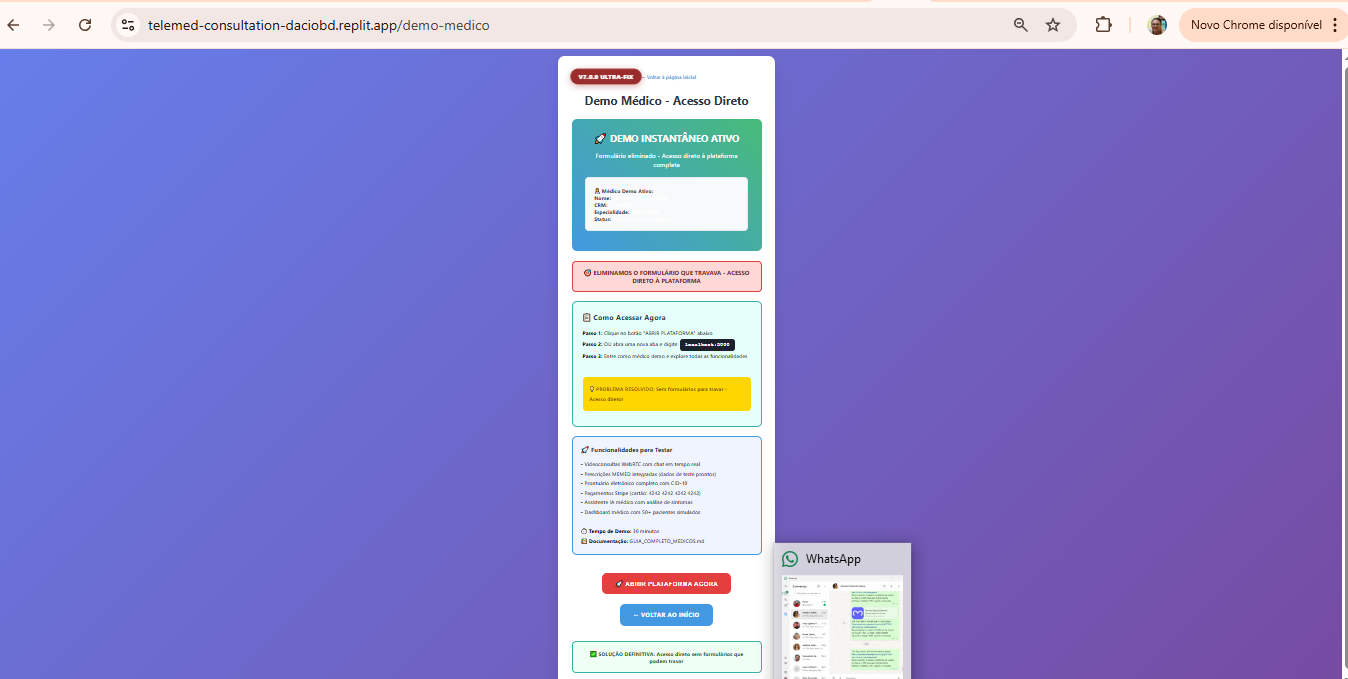 telemed-consultation-daciobd.replit.app/demo-medico
Novo Chrome disponível
V7.0.0 ULTRA-FIX
← Voltar à página inicial
Demo Médico - Acesso Direto
🚀 DEMO INSTANTÂNEO ATIVO
Formulário eliminado - Acesso direto à plataforma
completa
Médico Demo Ativo:
Nome:
CRM:
Especialidade:
Status:
🎯 ELIMINAMOS O FORMULÁRIO QUE TRAVAVA - ACESSO
DIRETO À PLATAFORMA
📋 Como Acessar Agora
Passo 1: Clique no botão "ABRIR PLATAFORMA" abaixo
Passo 2: OU abra uma nova aba e digite: localhost:5000
Passo 3: Entre como médico demo e explore todas as funcionalidades
💡 PROBLEMA RESOLVIDO: Sem formulários para travar -
Acesso direto!
🚀 Funcionalidades para Testar
• Videoconsultas WebRTC com chat em tempo real
• Prescrições MEMED integradas (dados de teste prontos)
• Prontuário eletrônico completo com CID-10
• Pagamentos Stripe (cartão: 4242 4242 4242 4242)
• Assistente IA médico com análise de sintomas
• Dashboard médico com 50+ pacientes simulados
⏱ Tempo de Demo: 30 minutos
📔 Documentação: GUIA_COMPLETO_MEDICOS.md
🚀 ABRIR PLATAFORMA AGORA
← VOLTAR AO INÍCIO
✅ SOLUÇÃO DEFINITIVA: Acesso direto sem formulários que
podem travar
WhatsApp